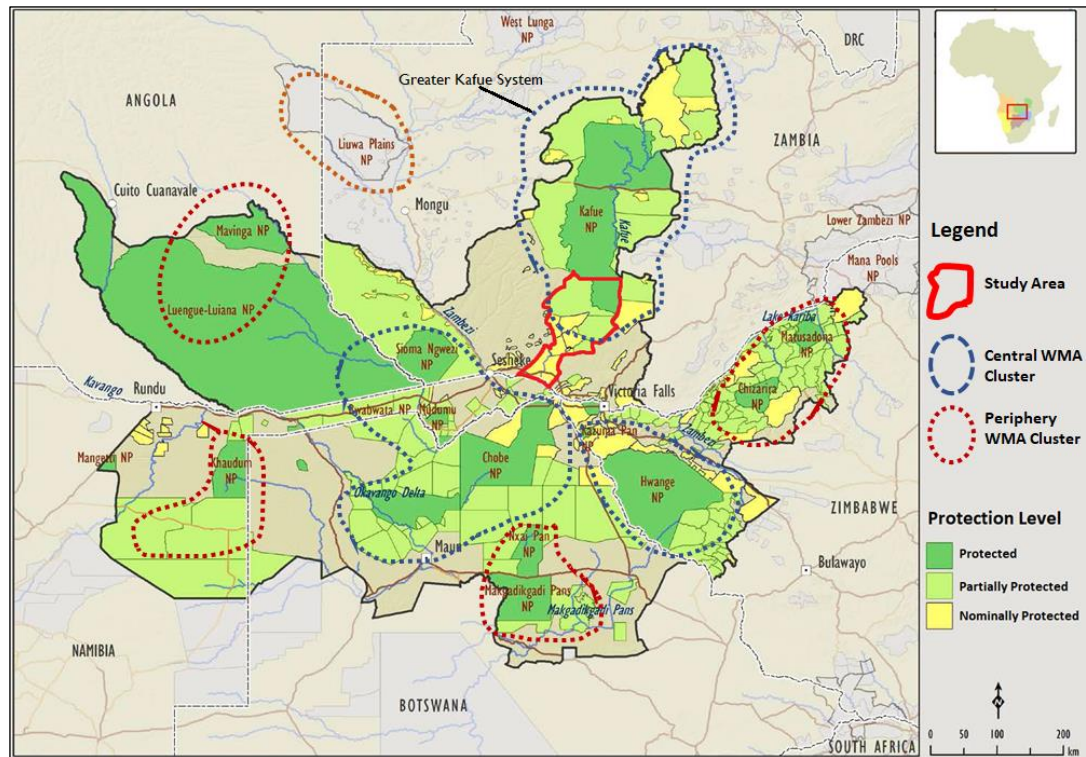 West Lunga
NP
DRC
Greater Kafue System
ANGOLA
Liuwa Plains
NP
ZAMBIA
Cuito Cuanavale
Mongu
Kafue
NP
Kafue
Lower Zambezi NP
Mana Pools
NP
Mavinga NP
Luengue-Luiana NP
Zambezi
Lake Kariba
Matusadona
NP
Sioma Ngwezi
NP
Sesheke
Chizarira
NP
Kavango
Rundu
Victoria Falls
Bwabwata NP
Mudumu
NP
Kazuma Pan
NP
Zambezi
Mangetti NP
Khaudum
NP
Chobe
NP
Hwange
NP
Okavango Delta
ZIMBABWE
Maun
Nxai Pan
NP
Bulawayo
Makgadikgadi Pans
NP
Makgadikgadi Pans
NAMIBIA
BOTSWANA
SOUTH AFRICA
Legend
Study Area
Central WMA
Cluster
Periphery
WMA Cluster
Protection Level
Protected
Partially Protected
Nominally Protected
N
0 50 100 200
km